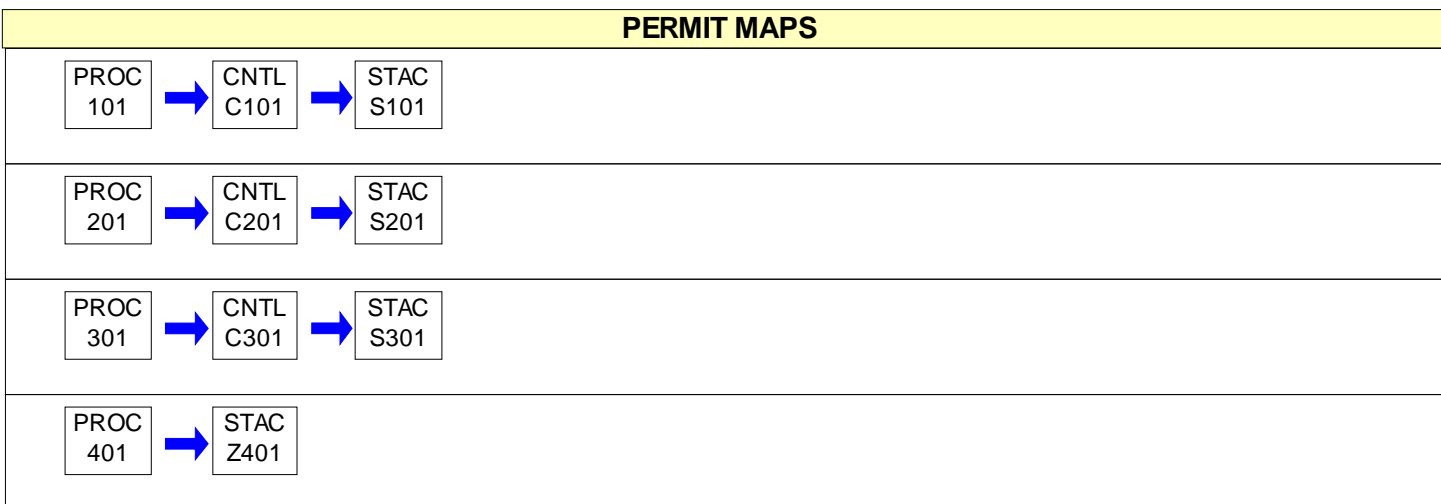 PERMIT MAPS
PROC CNTL STAC
101 C101 S101
PROC CNTL STAC
201 C201 S201
PROC CNTL STAC
301 C301 S301
PROC STAC
401 Z401